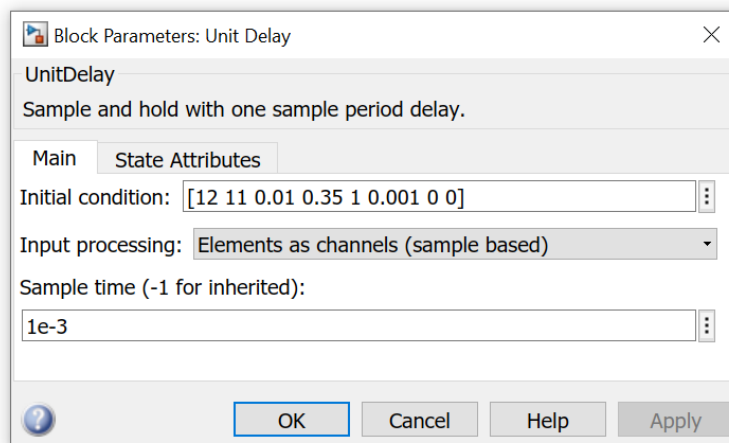 Block Parameters: Unit Delay
UnitDelay
Sample and hold with one sample period delay.
Main State Attributes
Initial condition: [12 11 0.01 0.35 1 0.001 0 0]
Input processing: Elements as channels (sample based)
Sample time (-1 for inherited):
1e-3
OK Cancel Help Apply